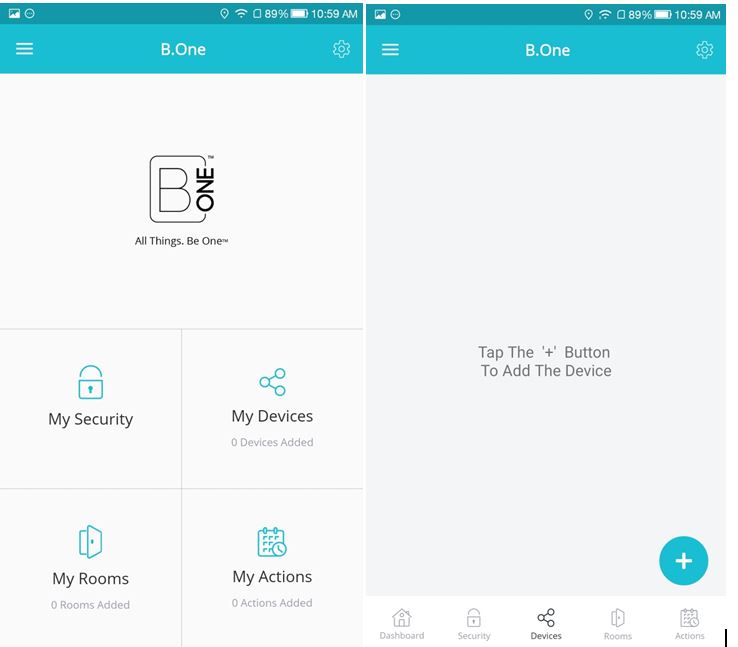 89% 10:59 AM
B.One
B ONE™
All Things. Be One™
My Security
My Devices
0 Devices Added
My Rooms
0 Rooms Added
My Actions
0 Actions Added
89% 10:59 AM
B.One
Tap The '+' Button
To Add The Device
+
Dashboard Security Devices Rooms Actions